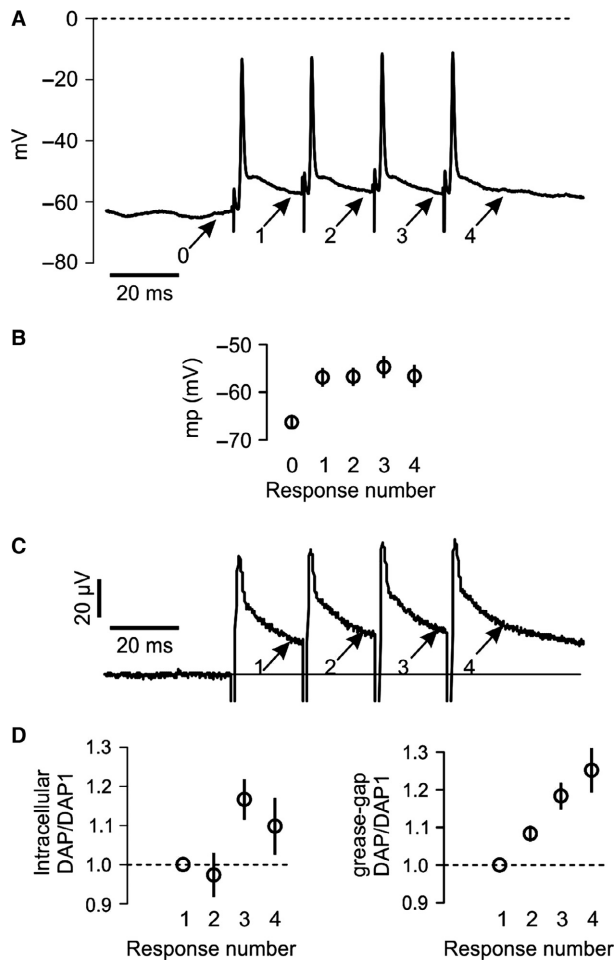 A
0
−20
mV
−40
−60
−80
0
1
2
3
4
20 ms
B
−50
mp (mV)
−60
−70
0 1 2 3 4
Response number
C
20 µV
20 ms
1
2
3
4
D
1.3
1.2
1.1
1.0
0.9
Intracellular
DAP/DAP1
1 2 3 4
Response number
1.3
1.2
1.1
1.0
0.9
grease-gap
DAP/DAP1
1 2 3 4
Response number